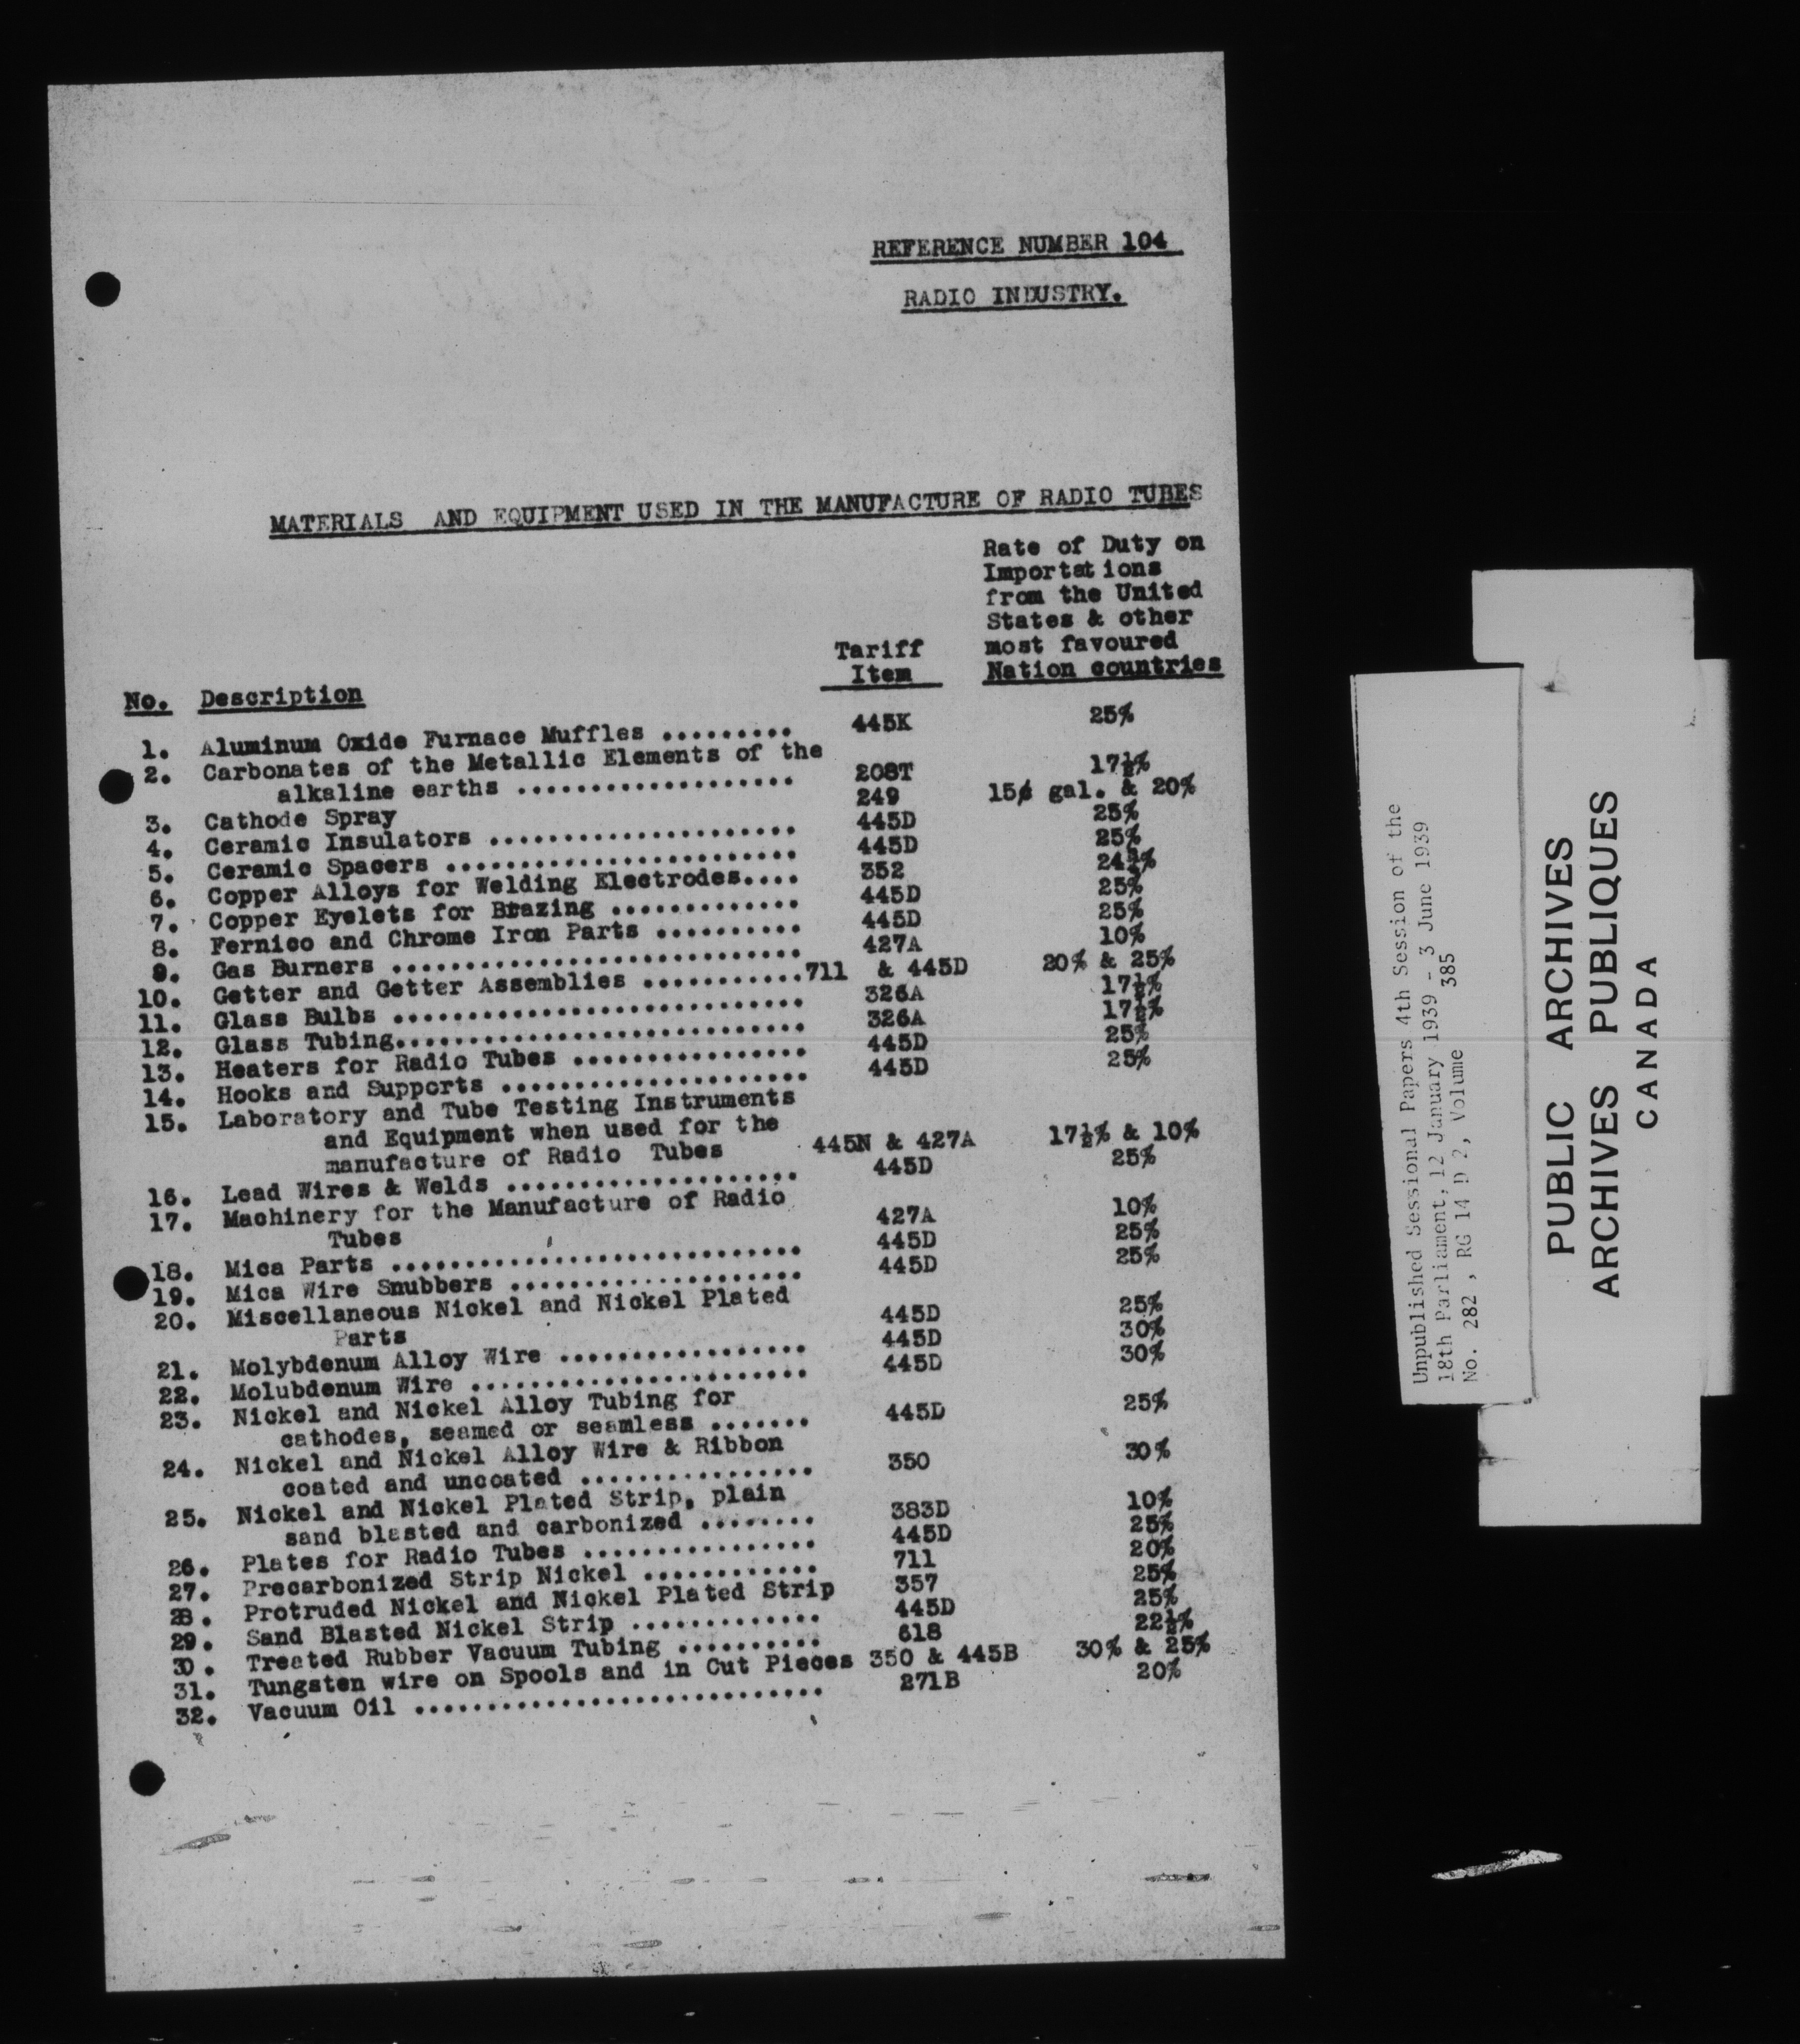 REFERENCE NUMBER 104
RADIO INDUSTRY.
MATERIALS AND EQUIPMENT USED IN THE MANUFACTURE OF RADIO TUBES
Rate of Duty on
Importations
from the United
States & other
Tariff most favoured
No. Description Item Nation countries
1. Aluminum Oxide Furnace Muffles ......... 445K 25%
2. Carbonates of the Metallic Elements of the
alkaline earths ................... 208T 17½%
3. Cathode Spray 249 15¢ gal. & 20%
4. Ceramic Insulators ..................... 445D 25%
5. Ceramic Spacers ........................ 445D 25%
6. Copper Alloys for Welding Electrodes.... 352 24¾%
7. Copper Eyelets for Brazing ............. 445D 25%
8. Fernico and Chrome Iron Parts .......... 445D 25%
9. Gas Burners ............................ 427A 10%
10. Getter and Getter Assemblies ...........711 & 445D 20% & 25%
11. Glass Bulbs ............................ 326A 17½%
12. Glass Tubing............................ 326A 17½%
13. Heaters for Radio Tubes ................ 445D 25%
14. Hooks and Supports ..................... 445D 25%
15. Laboratory and Tube Testing Instruments
and Equipment when used for the
manufacture of Radio Tubes 445N & 427A 17½% & 10%
16. Lead Wires & Welds .................... 445D 25%
17. Machinery for the Manufacture of Radio
Tubes 427A 10%
18. Mica Parts ............................ 445D 25%
19. Mica Wire Snubbers .................... 445D 25%
20. Miscellaneous Nickel and Nickel Plated
Parts 445D 25%
21. Molybdenum Alloy Wire ................. 445D 30%
22. Molubdenum Wire ....................... 445D 30%
23. Nickel and Nickel Alloy Tubing for
cathodes, seamed or seamless ....... 445D 25%
24. Nickel and Nickel Alloy Wire & Ribbon
coated and uncoated ................ 350 30%
25. Nickel and Nickel Plated Strip, plain
sand blasted and carbonized ........ 383D 10%
26. Plates for Radio Tubes ................ 445D 25%
27. Precarbonized Strip Nickel ............ 711 20%
28. Protruded Nickel and Nickel Plated Strip 357 25%
29. Sand Blasted Nickel Strip ............. 445D 25%
30. Treated Rubber Vacuum Tubing .......... 618 22½%
31. Tungsten wire on Spools and in Cut Pieces 350 & 445B 30% & 25%
32. Vacuum Oil ............................ 271B 20%
Unpublished Sessional Papers 4th Session of the
18th Parliament, 12 January 1939 - 3 June 1939
No. 282, RG 14 D 2, Volume 385
PUBLIC ARCHIVES
ARCHIVES PUBLIQUES
CANADA